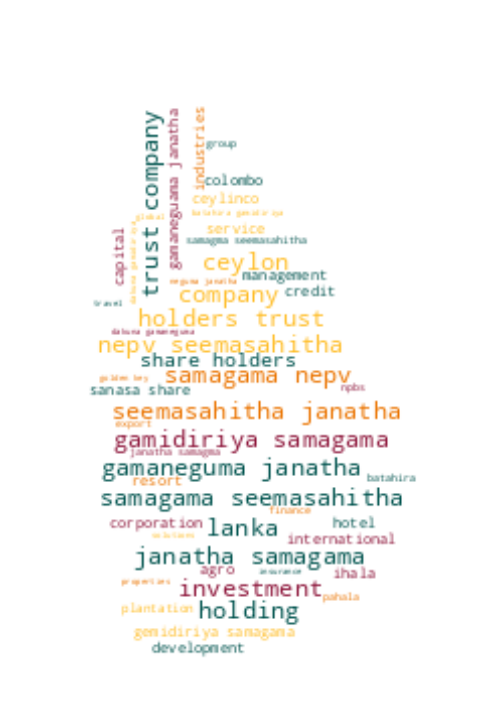 trust company
gamaneguama janatha
industries
group
colombo
ceylinco
batahira gamidiriya
global
service
samagma seemasahitha
capital
dakuna gamidiriya
ceylon
management
neguma janatha
company
credit
travel
holders trust
dakuna gamaneguma
nepv seemasahitha
share holders
golden key
samagama nepv
npbs
sanasa share
seemasahitha janatha
export
gamidiriya samagama
janatha samagma
gamaneguma janatha
resort
batahira
samagama seemasahitha
finance
corporation
lanka
hotel
solutions
international
janatha samagama
agro
insurance
ihala
properties
investment
pahala
plantation
holding
gemidiriya samagama
development